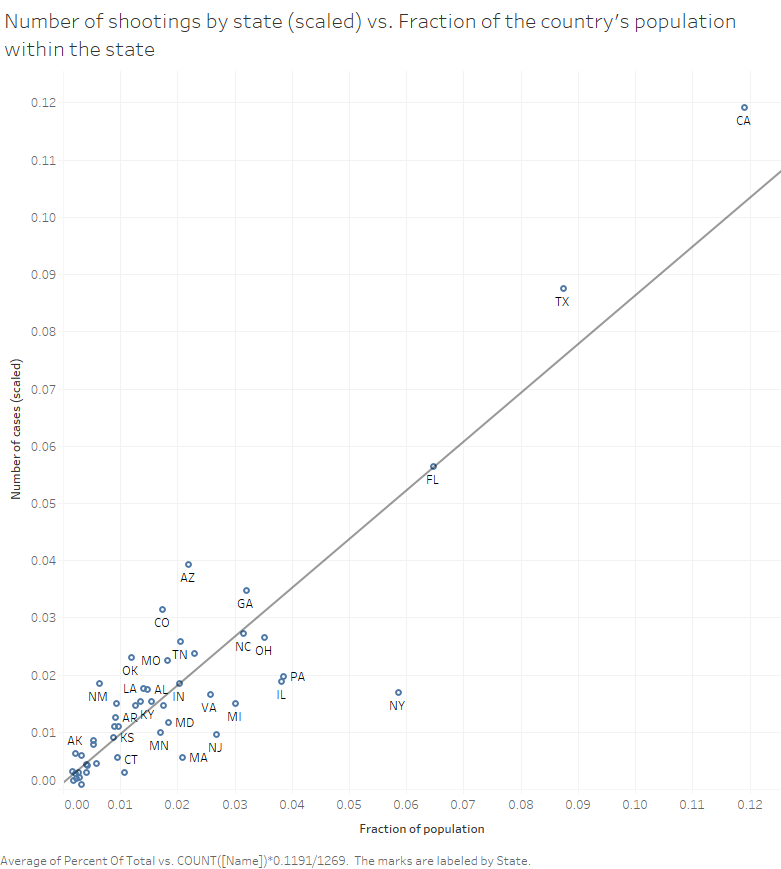 Number of shootings by state (scaled) vs. Fraction of the country's population
within the state
0.12
CA
0.11
0.10
0.09
TX
0.08
0.07
Number of cases (scaled)
0.06
FL
0.05
0.04
AZ
GA
0.03
CO
NC
OH
TN
MO
OK
0.02
PA
LA
AL
IN
IL
NM
NY
VA
AR
KY
MI
MD
0.01
KS
AK
MN
NJ
CT
MA
0.00
0.00 0.01 0.02 0.03 0.04 0.05 0.06 0.07 0.08 0.09 0.10 0.11 0.12
Fraction of population
Average of Percent Of Total vs. COUNT([Name])*0.1191/1269. The marks are labeled by State.